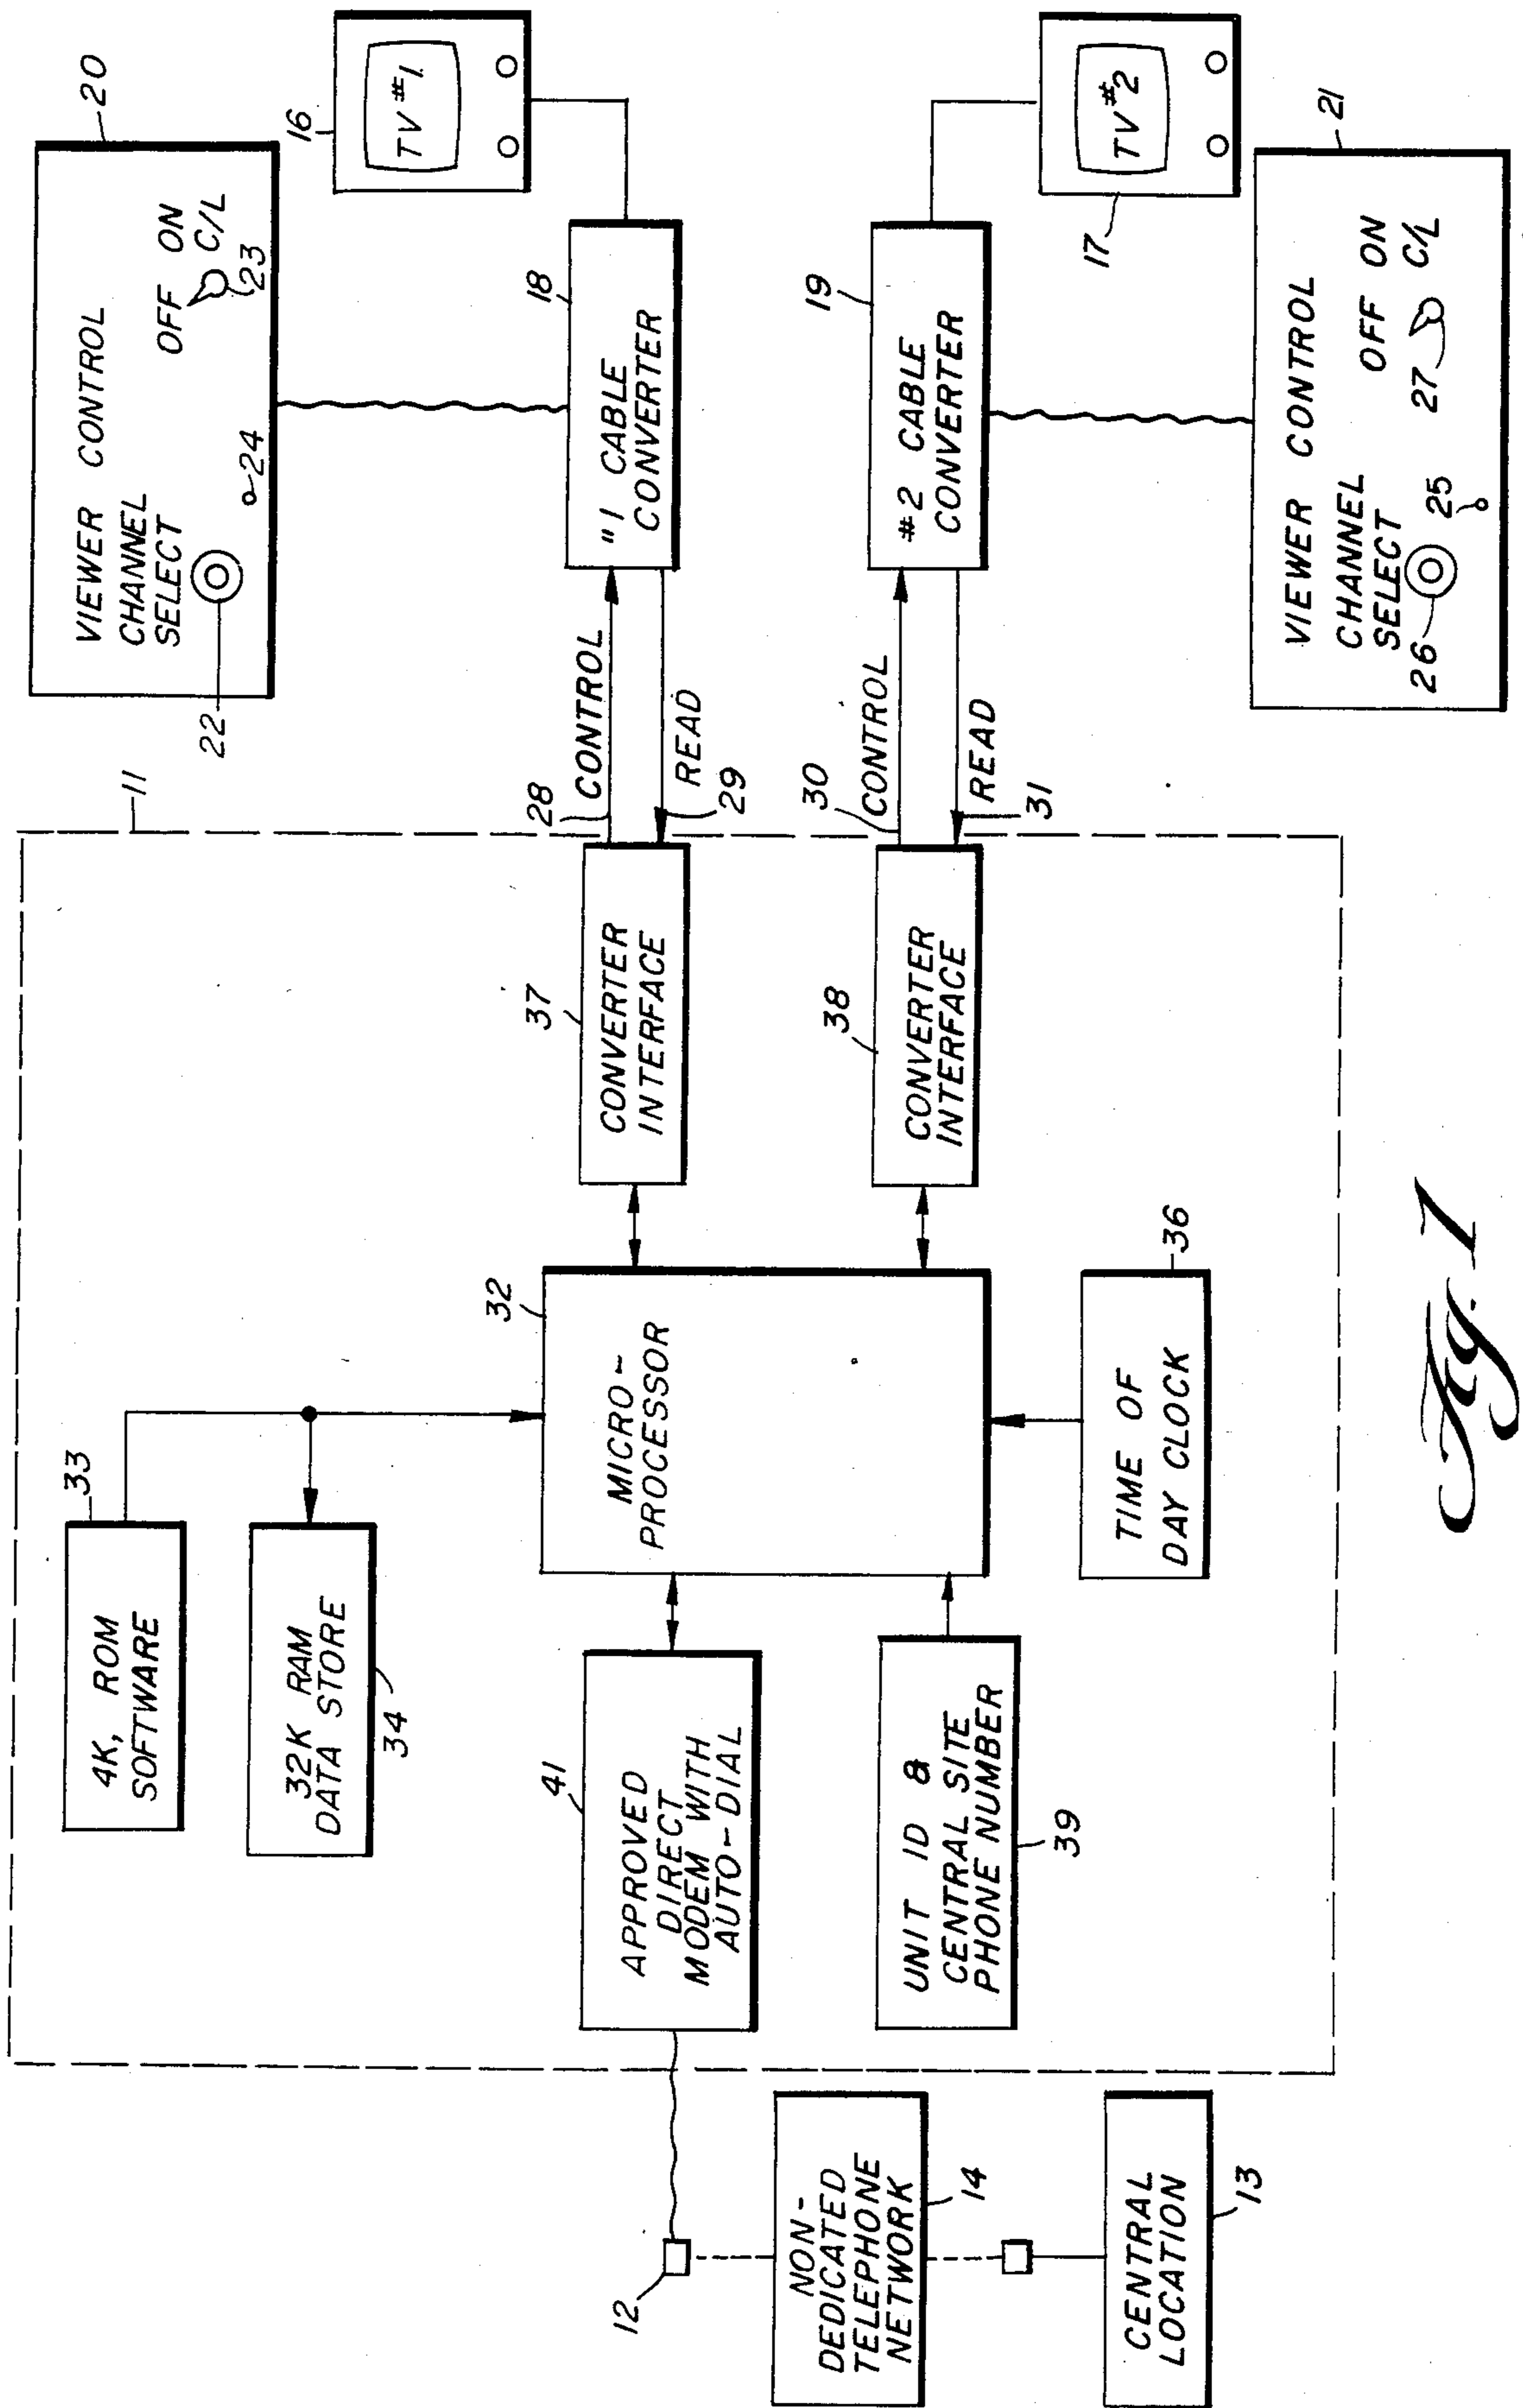 20
VIEWER CONTROL
CHANNEL
SELECT
OFF ON
C/L
22
24
23
16
TV #1
11
28
CONTROL
READ
29
"1 CABLE
CONVERTER
18
30
CONTROL
READ
31
#2 CABLE
CONVERTER
19
TV #2
17
21
VIEWER CONTROL
CHANNEL
SELECT
OFF ON
C/L
26
25
27
33
4K, ROM
SOFTWARE
32K RAM
DATA STORE
34
32
MICRO-
PROCESSOR
37
CONVERTER
INTERFACE
38
CONVERTER
INTERFACE
36
TIME OF
DAY CLOCK
41
APPROVED
DIRECT
MODEM WITH
AUTO-DIAL
UNIT ID &
CENTRAL SITE
PHONE NUMBER
39
12
NON-
DEDICATED
TELEPHONE
NETWORK
14
CENTRAL
LOCATION
13
Fig. 1